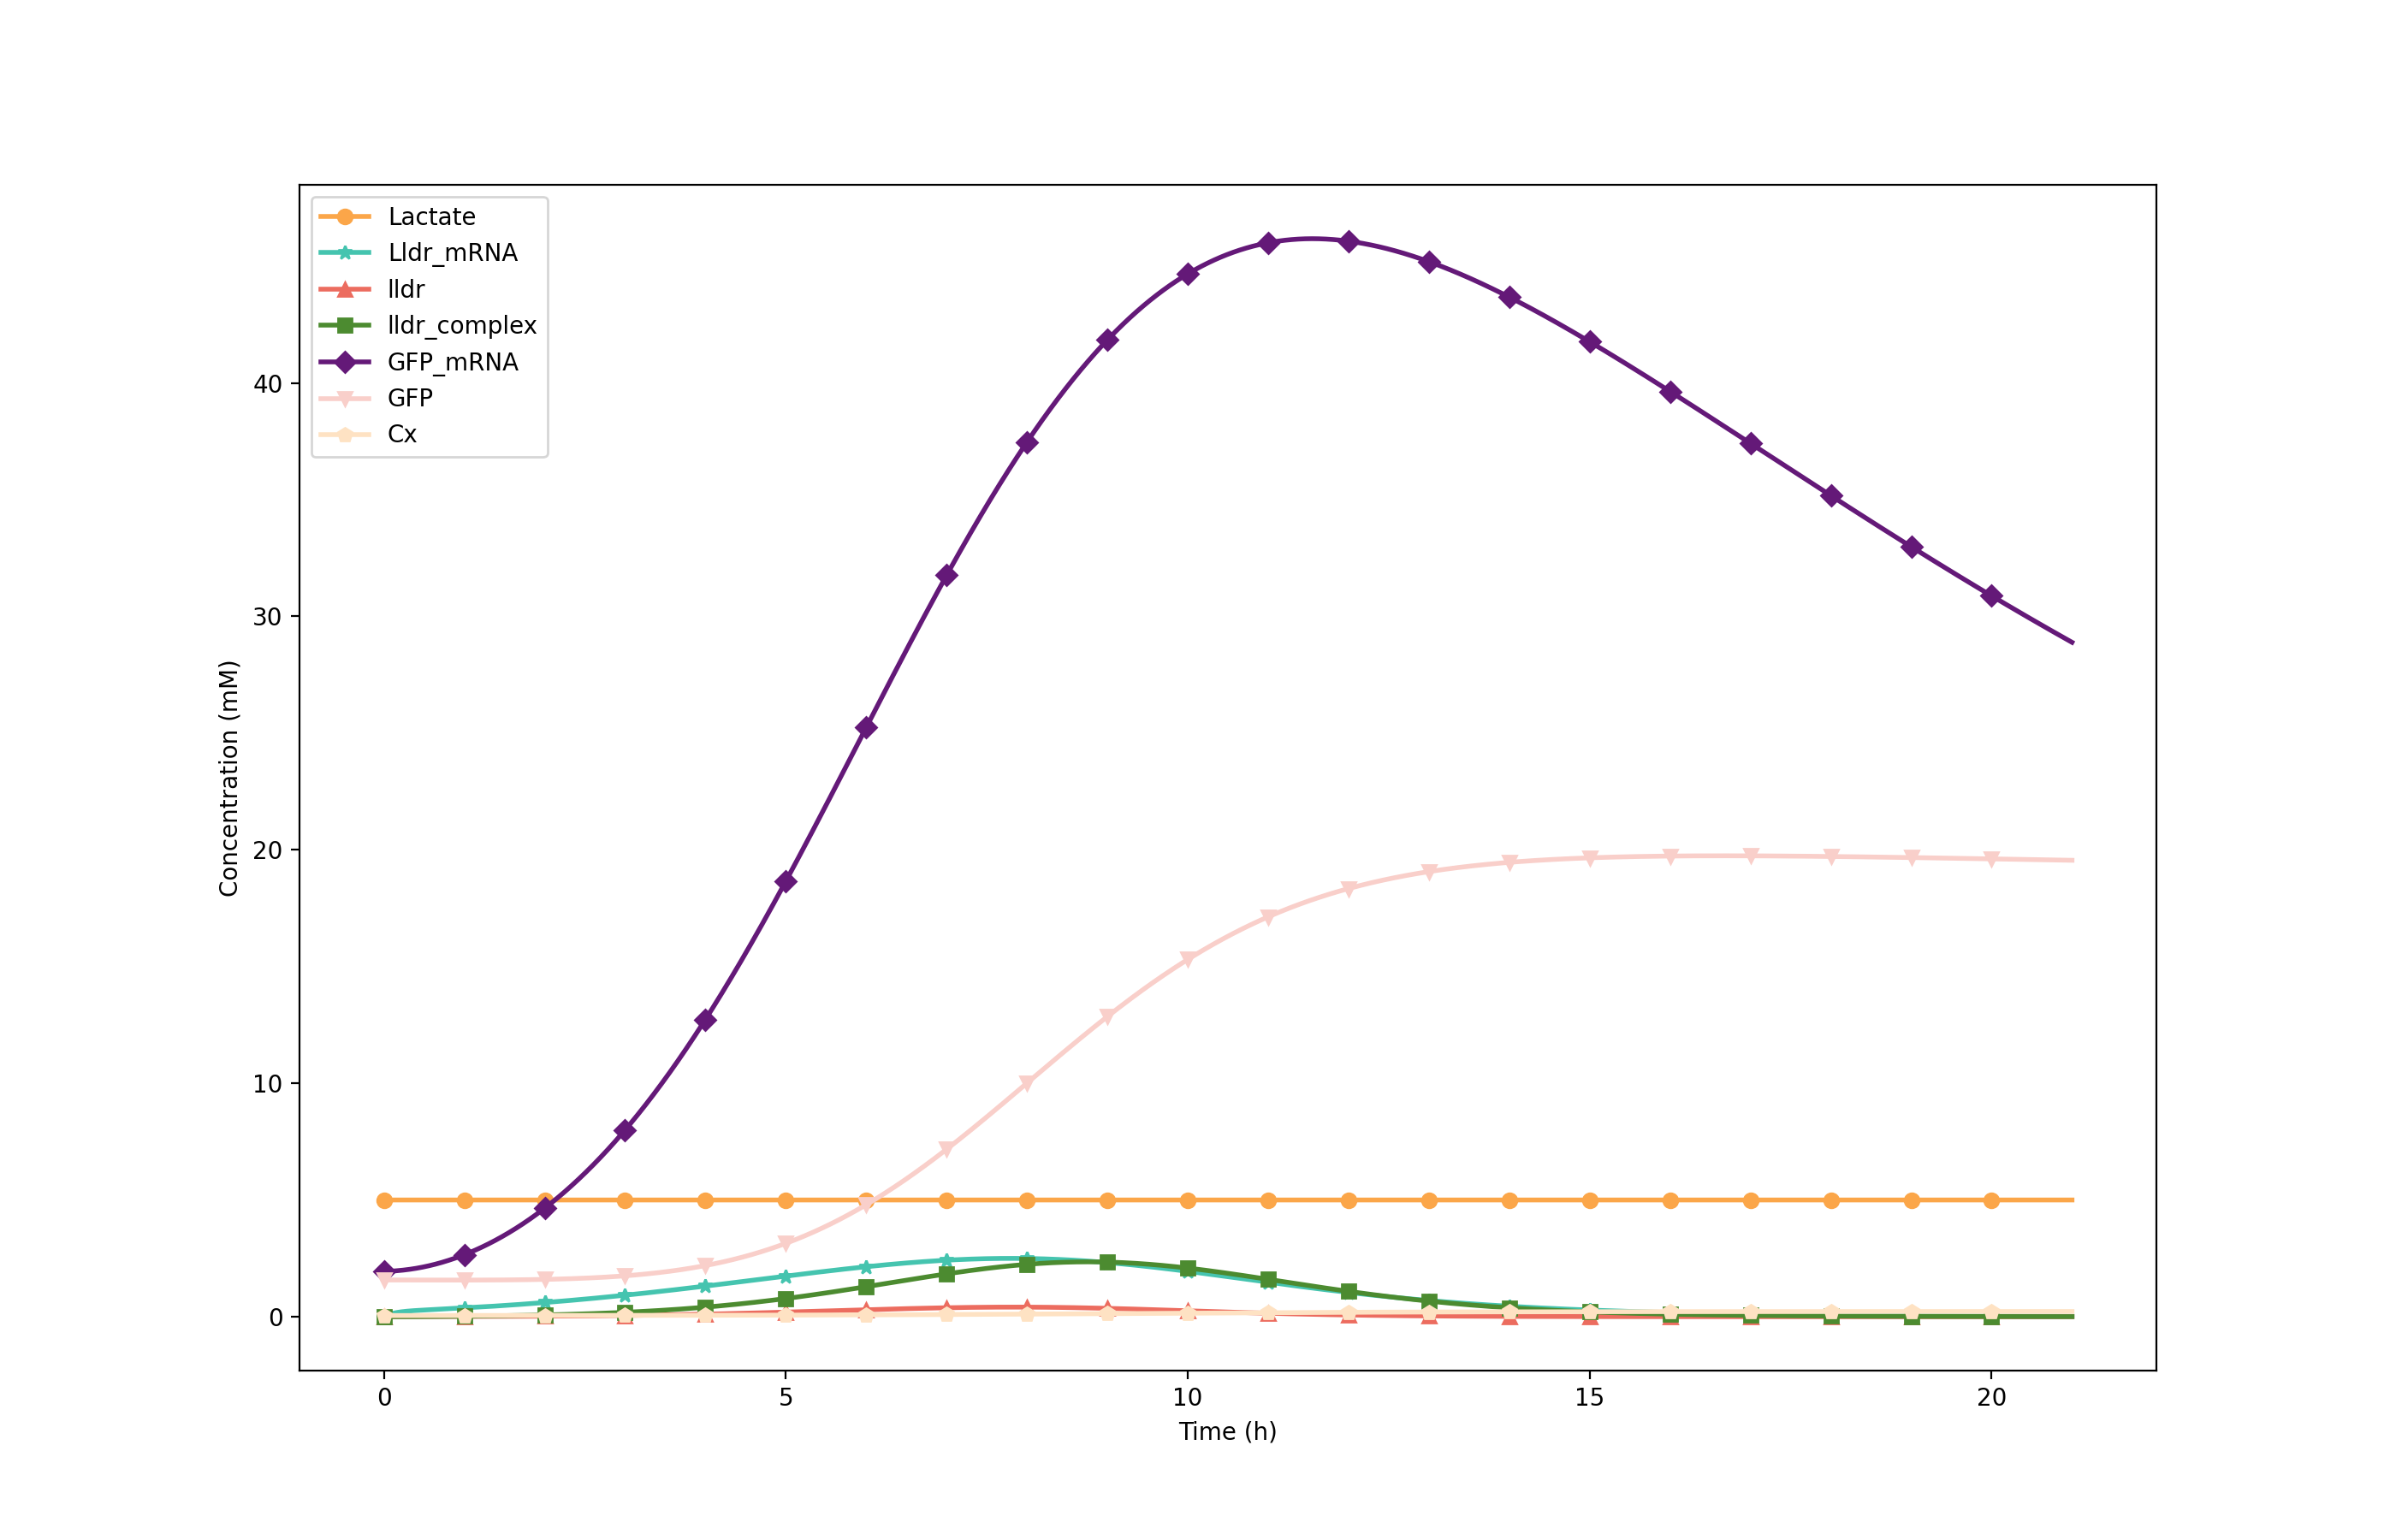 Lactate
Lldr_mRNA
lldr
lldr_complex
GFP_mRNA
GFP
Cx
40
30
20
10
0
Concentration (mM)
0 5 10 15 20
Time (h)